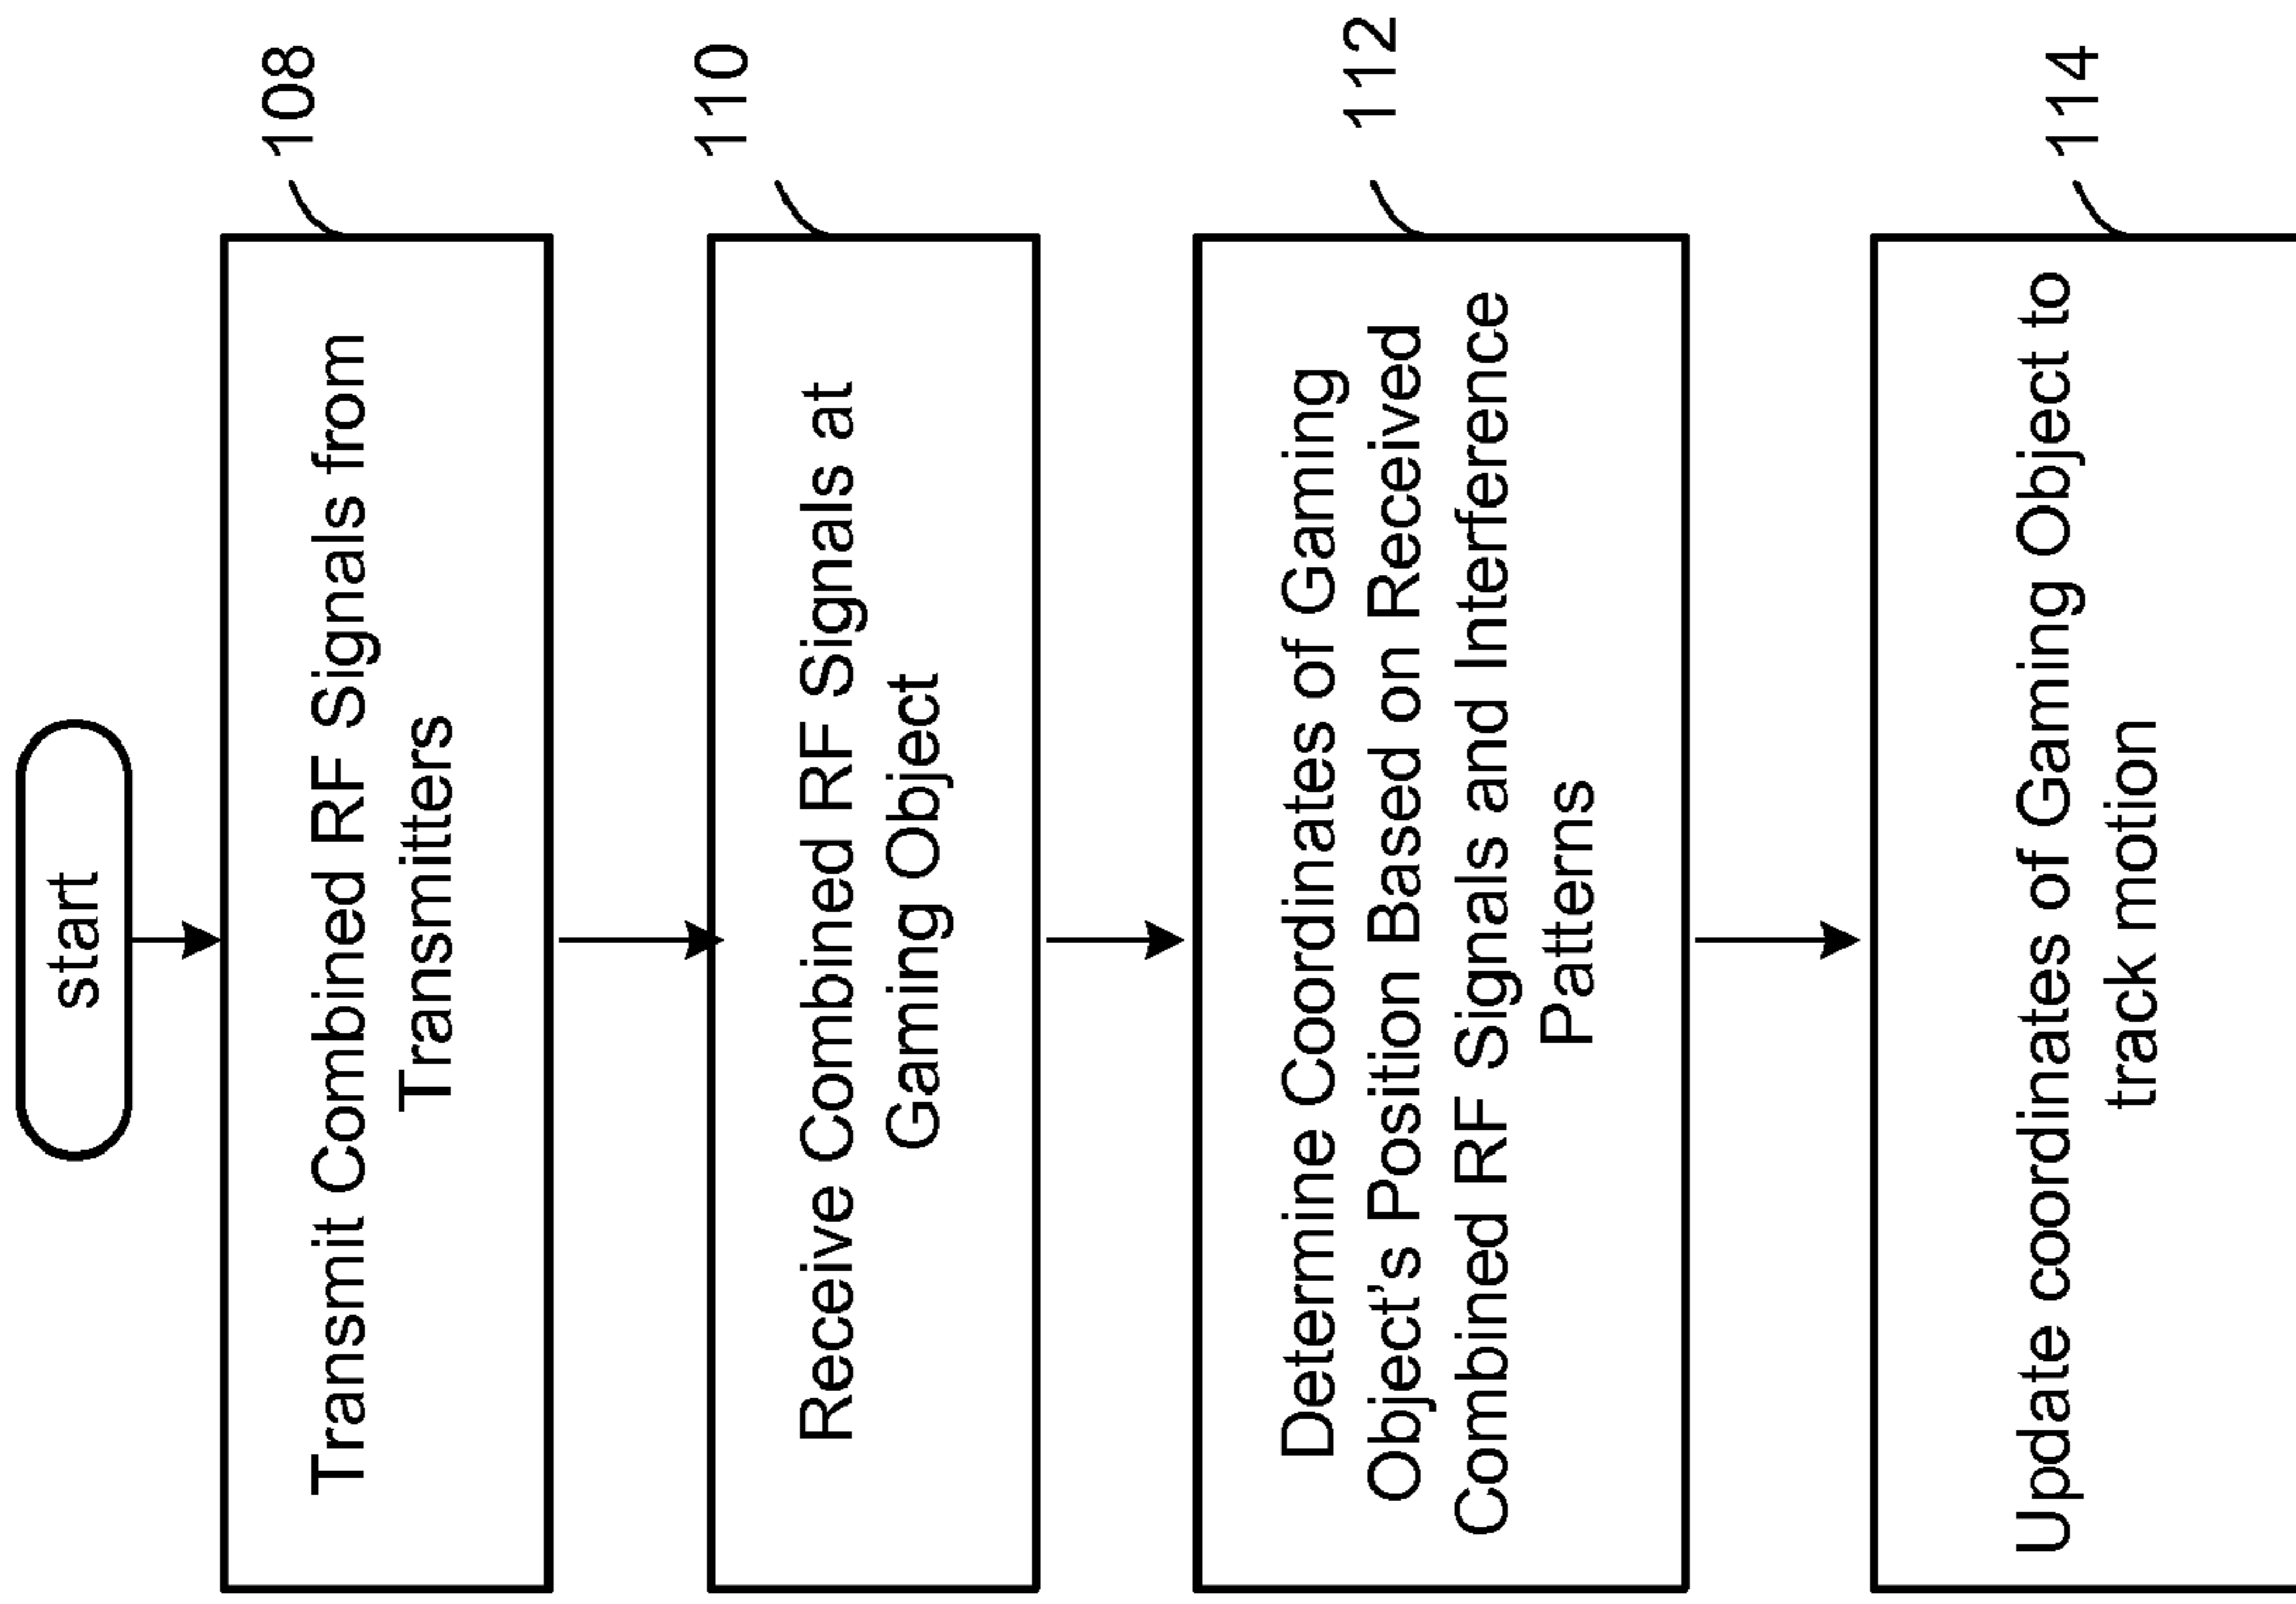 start
108
Transmit Combined RF Signals from
Transmitters
110
Receive Combined RF Signals at
Gaming Object
112
Determine Coordinates of Gaming
Object's Position Based on Received
Combined RF Signals and Interference
Patterns
114
Update coordinates of Gaming Object to
track motion